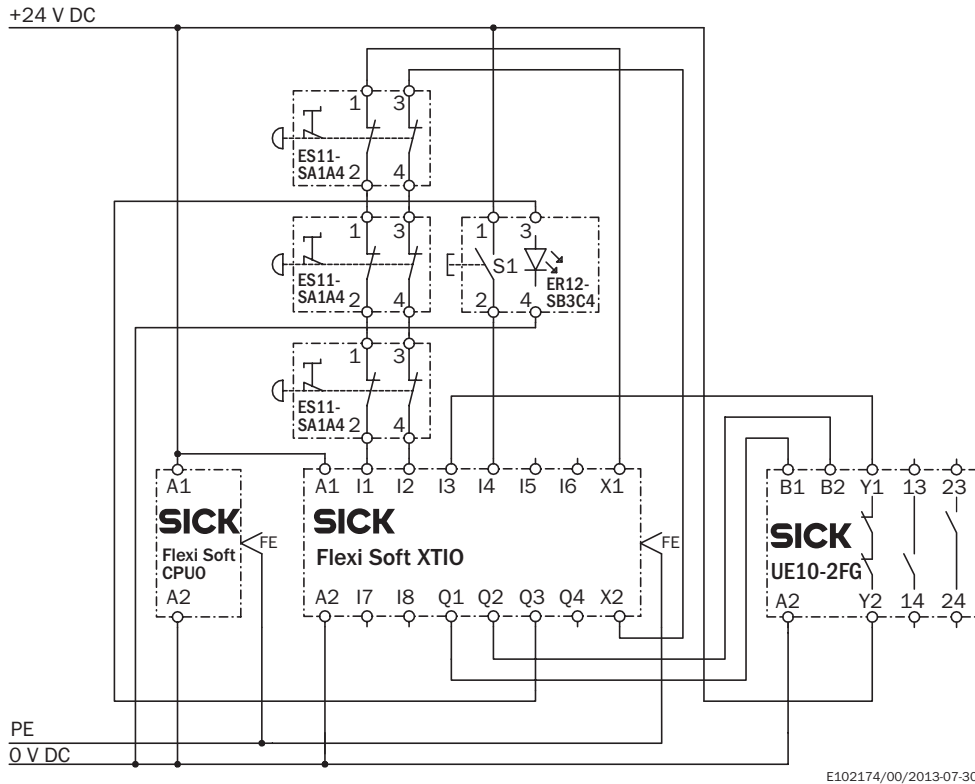 +24 V DC
1 3
ES11-
SA1A4 2 4
1 3
ES11-
SA1A4 2 4
1 3
S1
ER12-
SB3C4
2 4
1 3
ES11-
SA1A4 2 4
A1
SICK
Flexi Soft
CPU0
FE
A2
A1 I1 I2 I3 I4 I5 I6 X1
SICK
Flexi Soft XTIO
FE
A2 I7 I8 Q1 Q2 Q3 Q4 X2
B1 B2 Y1 13 23
SICK
UE10-2FG
A2 Y2 14 24
PE
0 V DC
E102174/00/2013-07-30